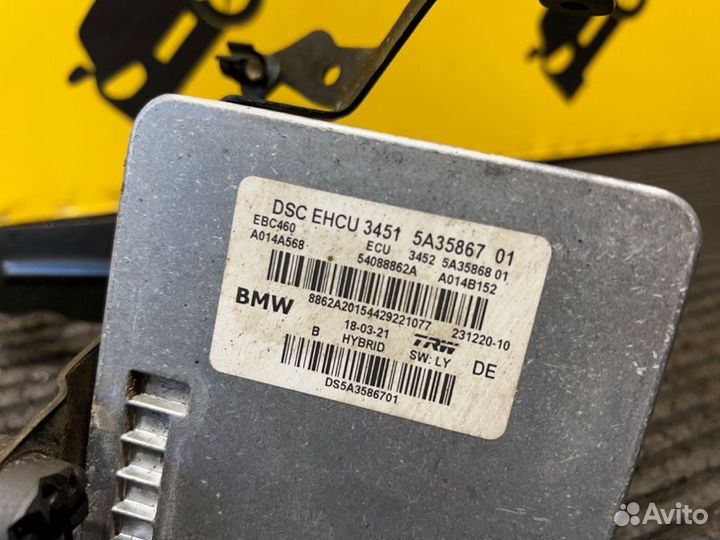 DSC EHCU 3451 5A35867 01
EBC460 ECU 3452 5A35868 01
A014A568 54088862A A014B152
BMW 8862A20154429221077 231220-10
B 18-03-21 TRW DE
HYBRID SW: LY
DS5A3586701
Avito